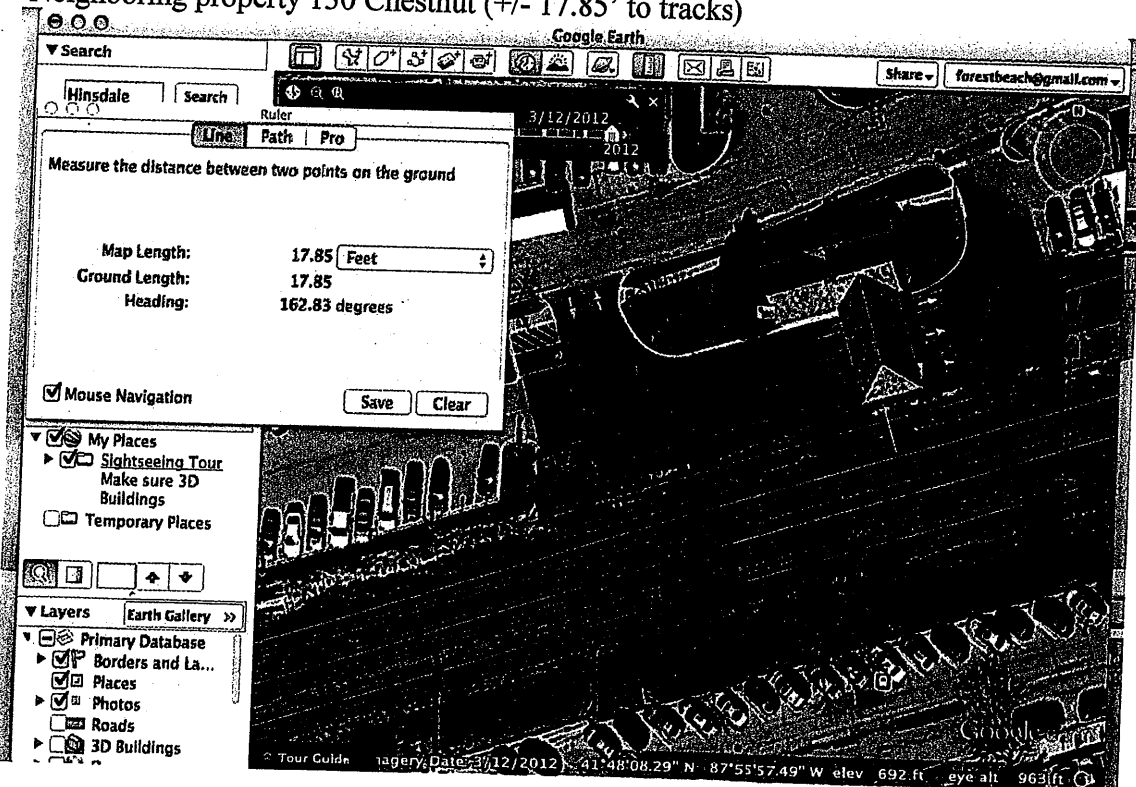 Neighboring property 130 Chestnut (+/- 17.85' to tracks)
Google Earth
▼ Search
Hinsdale
Search
Share
forestbeach@gmail.com
Ruler
3/12/2012
2012
Line
Path
Pro
Measure the distance between two points on the ground
Map Length: 17.85 Feet
Ground Length: 17.85
Heading: 162.83 degrees
Mouse Navigation
Save
Clear
My Places
Sightseeing Tour
Make sure 3D
Buildings
Temporary Places
▼ Layers
Earth Gallery >>
Primary Database
Borders and La...
Places
Photos
Roads
3D Buildings
Google earth
Tour Guide
Imagery Date: 3/12/2012
41°48'08.29" N
87°55'57.49" W
elev 692 ft
eye alt 963 ft